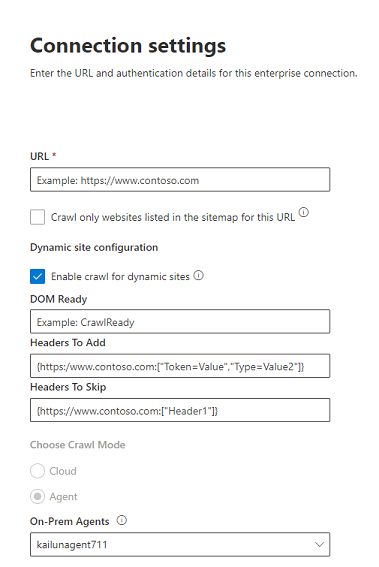 Connection settings
Enter the URL and authentication details for this enterprise connection.
URL *
Example: https://www.contoso.com
Crawl only websites listed in the sitemap for this URL
Dynamic site configuration
Enable crawl for dynamic sites
DOM Ready
Example: CrawlReady
Headers To Add
{https:/www.contoso.com:["Token=Value","Type=Value2"]}
Headers To Skip
{https://www.contoso.com:["Header1"]}
Choose Crawl Mode
Cloud
Agent
On-Prem Agents
kailunagent711